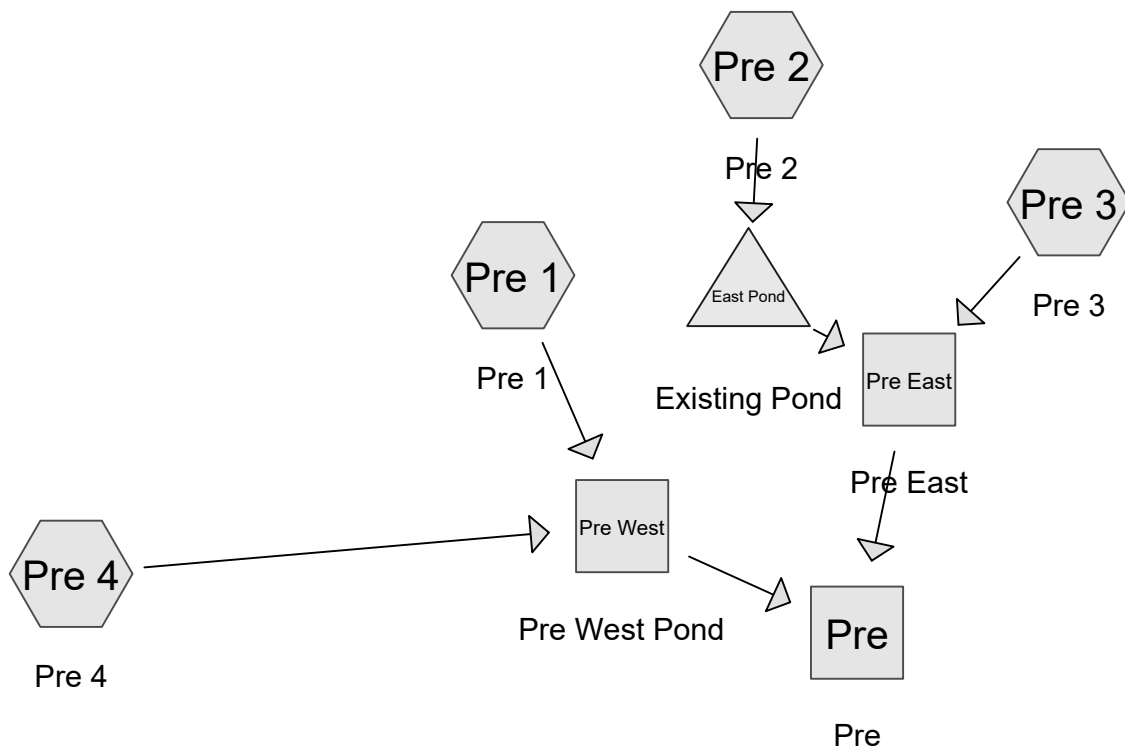 Pre 2
Pre 2
Pre 3
Pre 3
Pre 1
Pre 1
East Pond
Existing Pond
Pre East
Pre East
Pre West
Pre West Pond
Pre 4
Pre 4
Pre
Pre